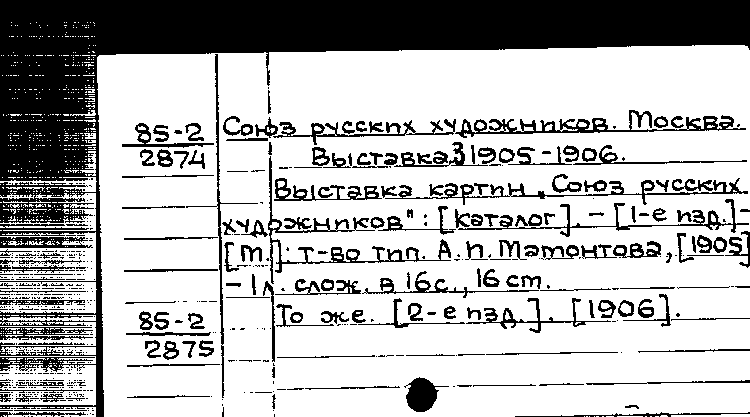 85-2 Союз русских художников. Москва.
2874 Выставка 3 1905-1906.
Выставка картин „Союз русских
художников" : [каталог]. - [1-е изд.] -
[М.] : т-во тип. А.И. Мамонтова, [1905]
- 1 л. слож. в 16 с., 16 ст.
85-2 То же. [2-е изд.]. [1906].
2875